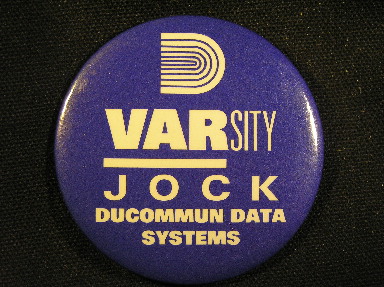 D
VARSITY
JOCK
DUCOMMUN DATA
SYSTEMS